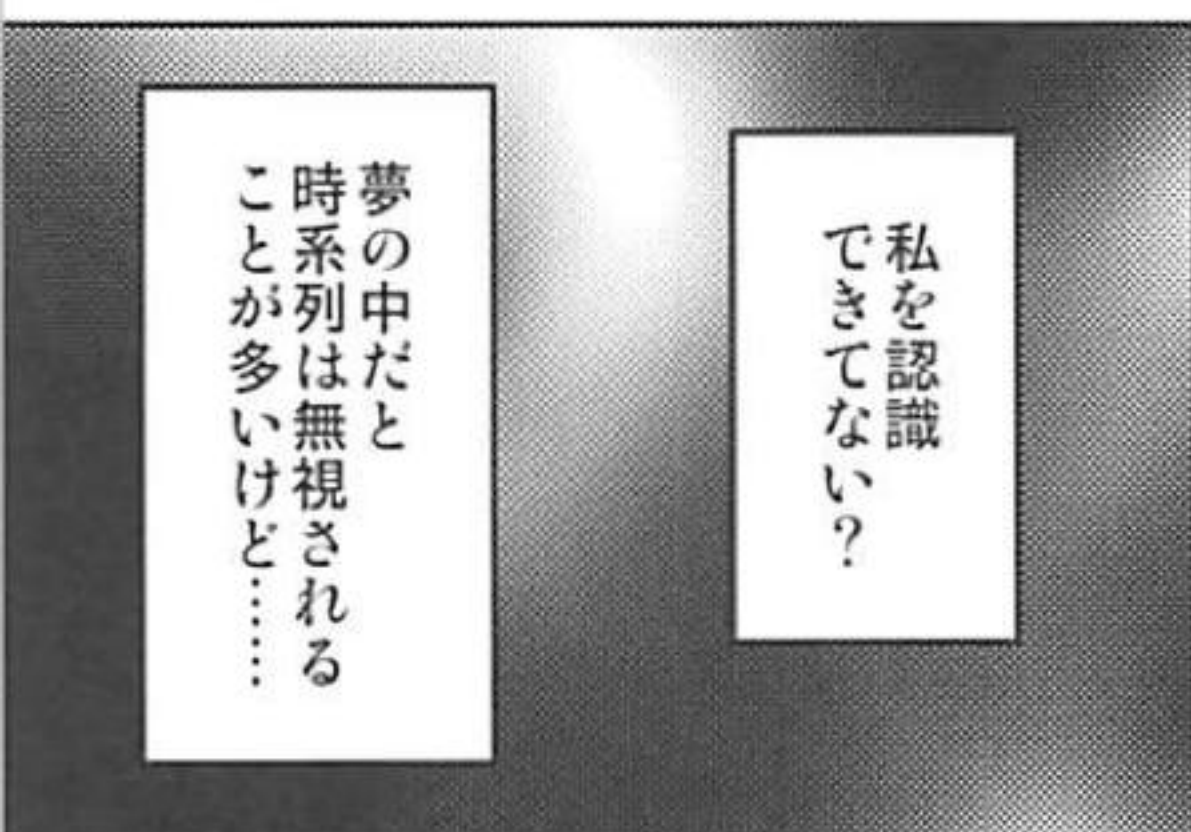 私を認識
できてない？
夢の中だと
時系列は無視される
ことが多いけど……